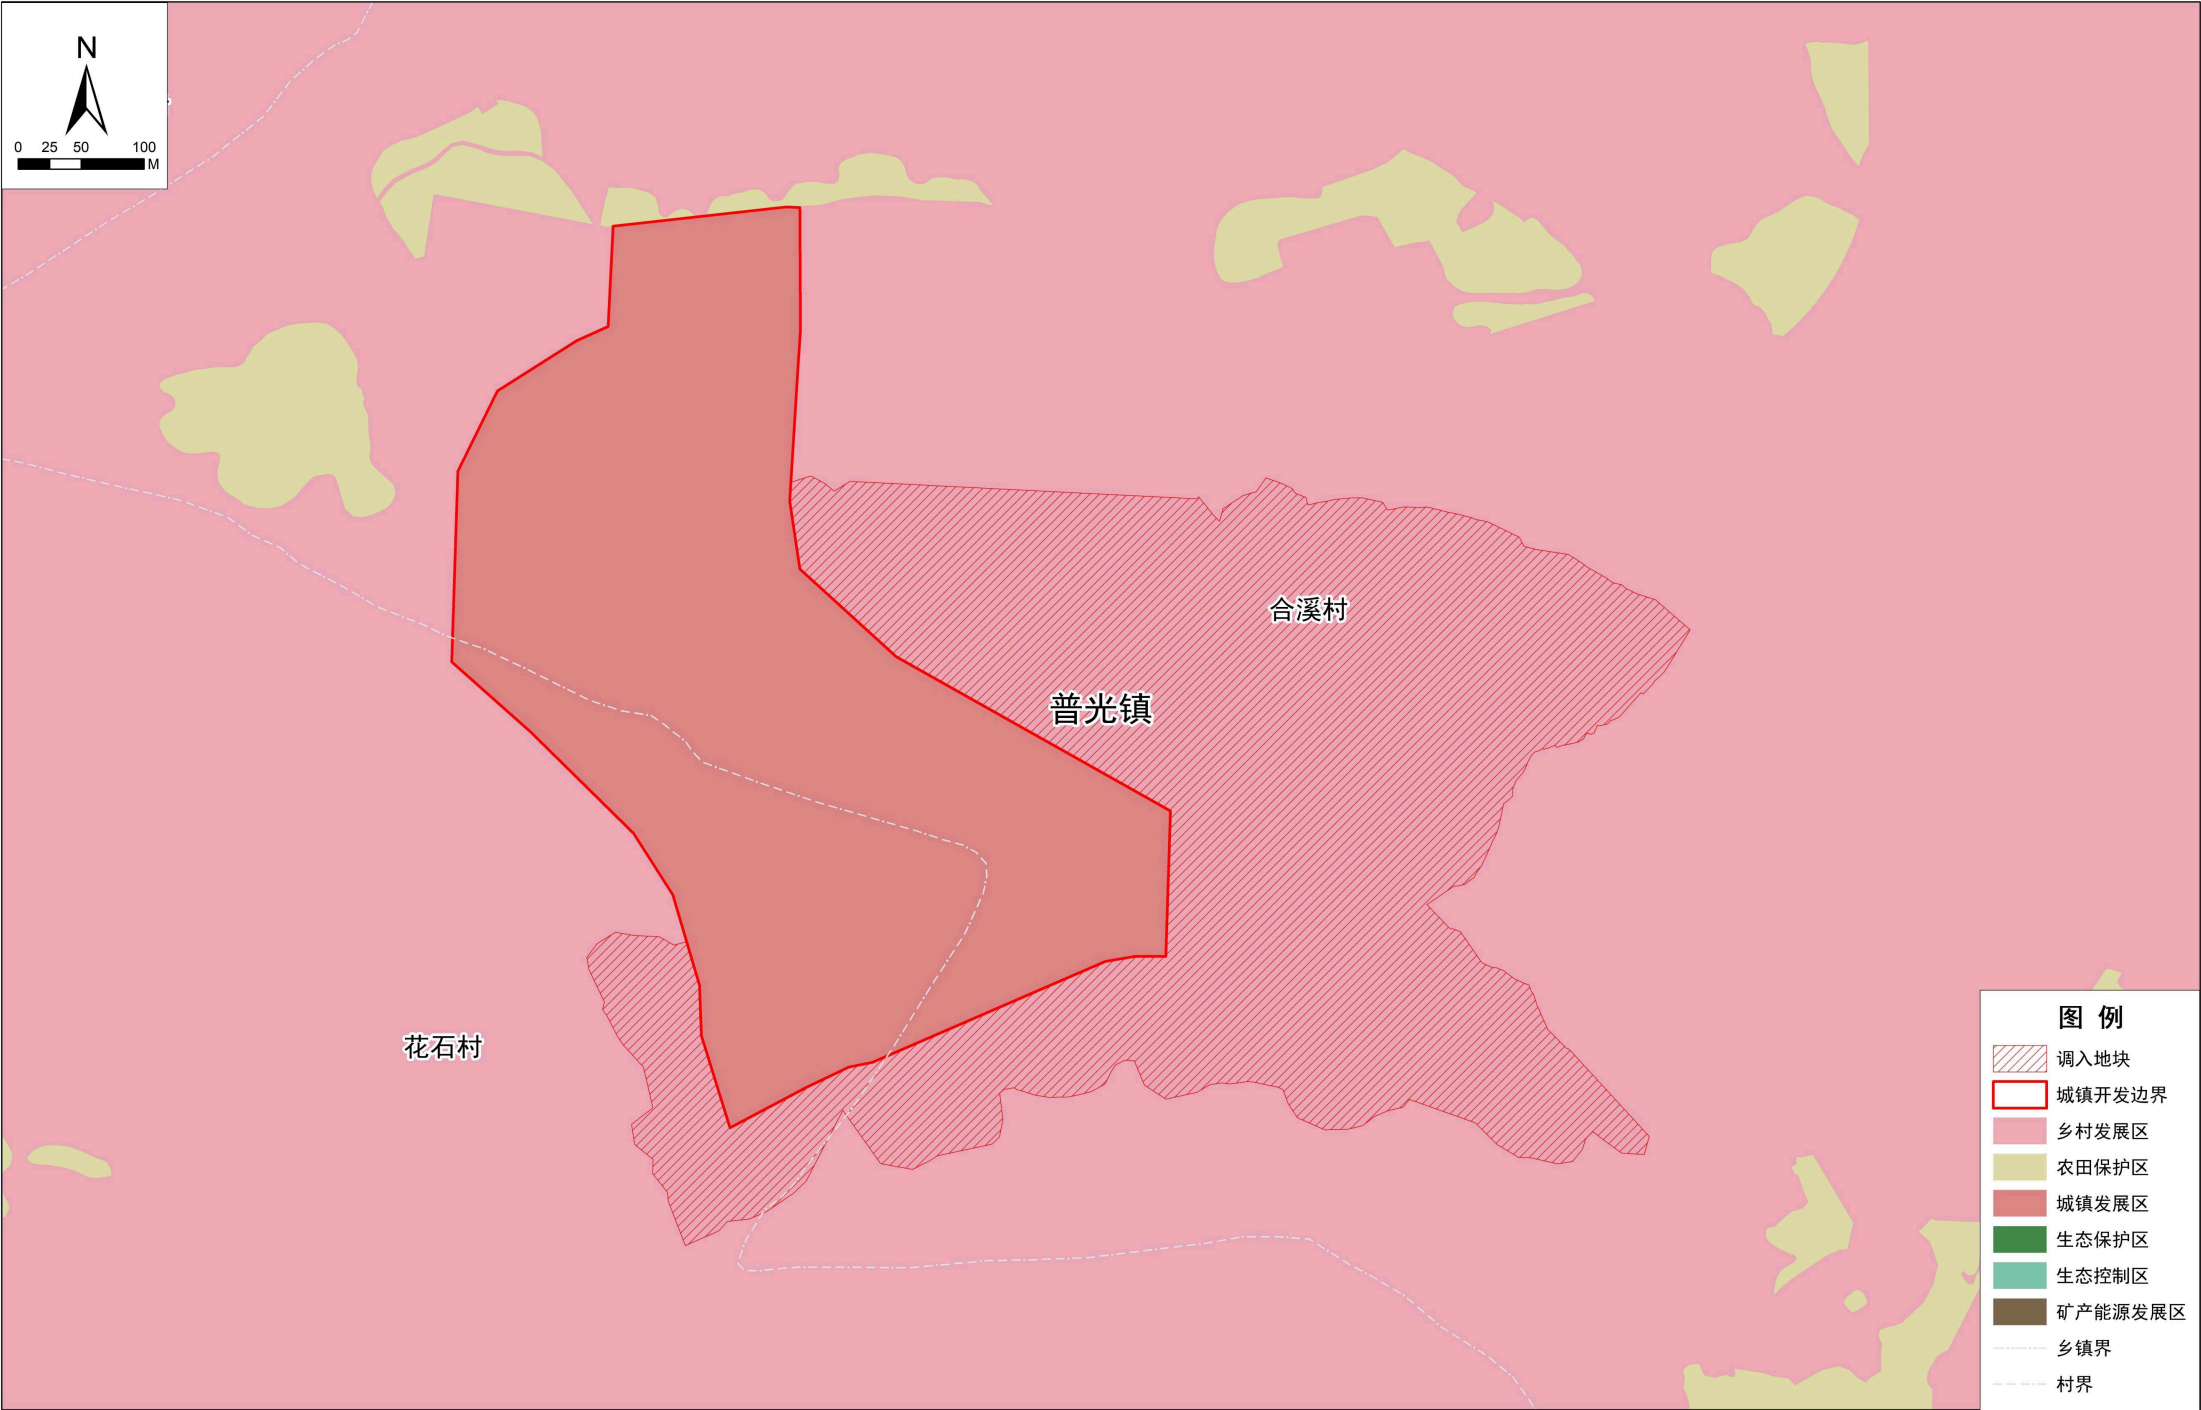 N
0 25 50 100
M
合溪村
普光镇
花石村
图 例
调入地块
城镇开发边界
乡村发展区
农田保护区
城镇发展区
生态保护区
生态控制区
矿产能源发展区
乡镇界
村界